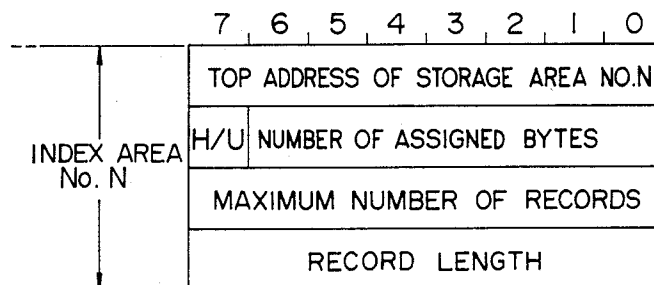 7 6 5 4 3 2 1 0
TOP ADDRESS OF STORAGE AREA NO.N
H/U NUMBER OF ASSIGNED BYTES
INDEX AREA
No. N
MAXIMUM NUMBER OF RECORDS
RECORD LENGTH